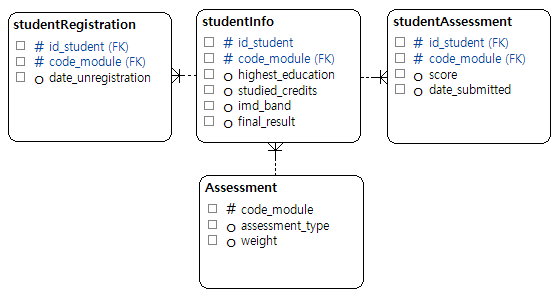 studentRegistration
# id_student (FK)
# code_module (FK)
o date_unregistration
studentInfo
# id_student
# code_module (FK)
o highest_education
o studied_credits
o imd_band
o final_result
studentAssessment
# id_student (FK)
# code_module (FK)
o score
o date_submitted
Assessment
# code_module
o assessment_type
o weight